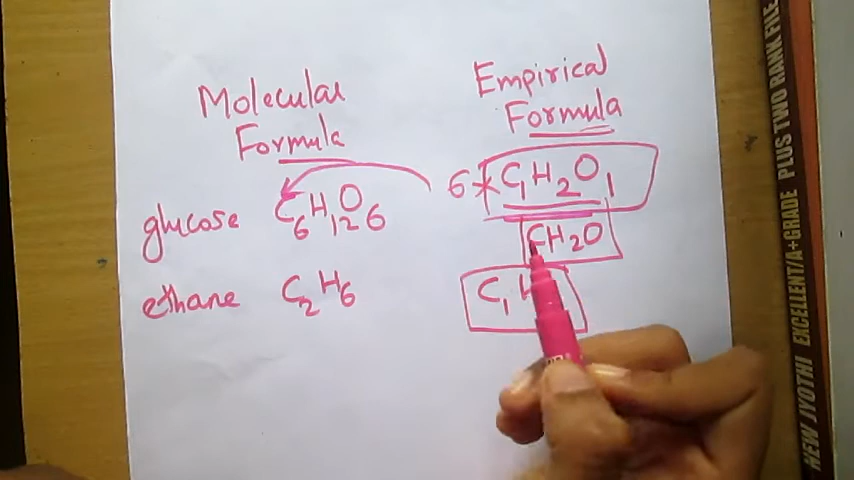 Molecular
Formula
Empirical
Formula
glucose C6H12O6
6* C1H2O1
CH2O
ethane C2H6
C1H
NEW JYOTHI EXCELLENT/A+GRADE PLUS TWO RANK FILE